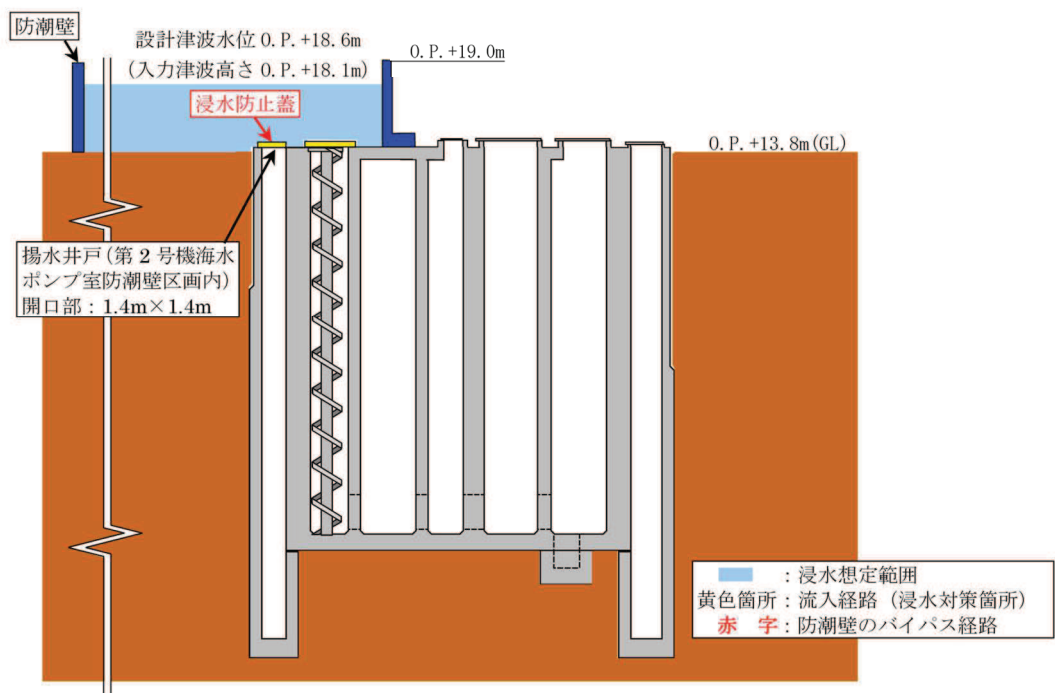 防潮壁
設計津波水位 O.P.+18.6m
(入力津波高さ O.P.+18.1m)
O.P.+19.0m
浸水防止蓋
O.P.+13.8m(GL)
揚水井戸(第2号機海水
ポンプ室防潮壁区画内)
開口部：1.4m×1.4m
：浸水想定範囲
黄色箇所：流入経路（浸水対策箇所）
赤 字：防潮壁のバイパス経路